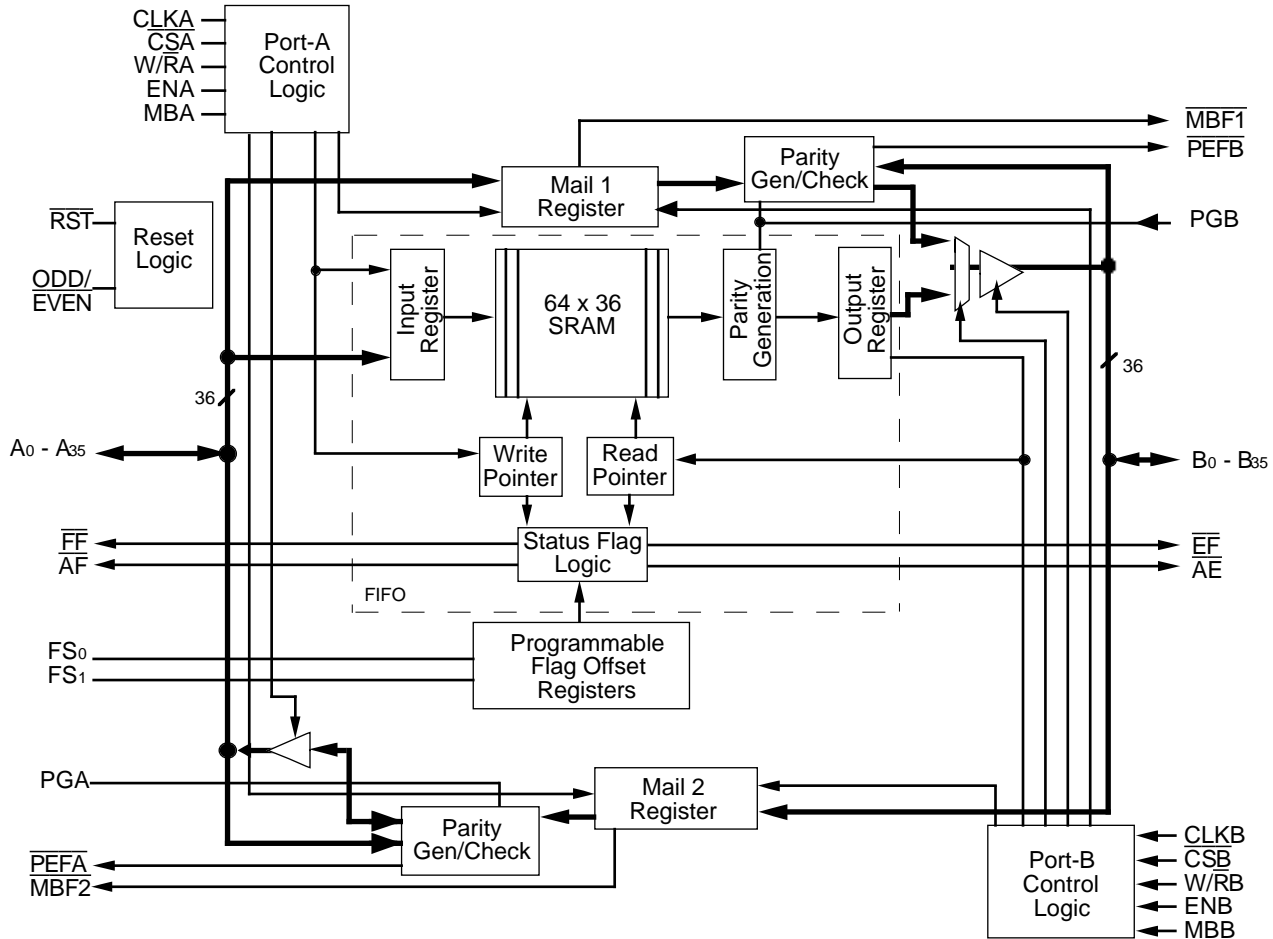 CLKA
CSA
W/RA
ENA
MBA
Port-A
Control
Logic
MBF1
PEFB
Parity
Gen/Check
Mail 1
Register
PGB
RST
ODD/
EVEN
Reset
Logic
Input
Register
64 x 36
SRAM
Parity
Generation
Output
Register
36
36
A0 - A35
Write
Pointer
Read
Pointer
B0 - B35
FF
AF
Status Flag
Logic
EF
AE
FIFO
FS0
FS1
Programmable
Flag Offset
Registers
PGA
Mail 2
Register
Parity
Gen/Check
PEFA
MBF2
Port-B
Control
Logic
CLKB
CSB
W/RB
ENB
MBB